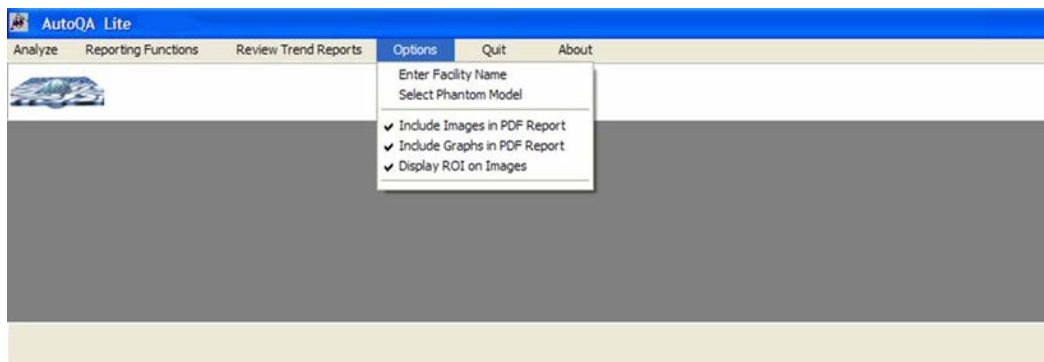 AutoQA Lite
Analyze Reporting Functions Review Trend Reports Options Quit About
Enter Facility Name
Select Phantom Model
Include Images in PDF Report
Include Graphs in PDF Report
Display ROI on Images